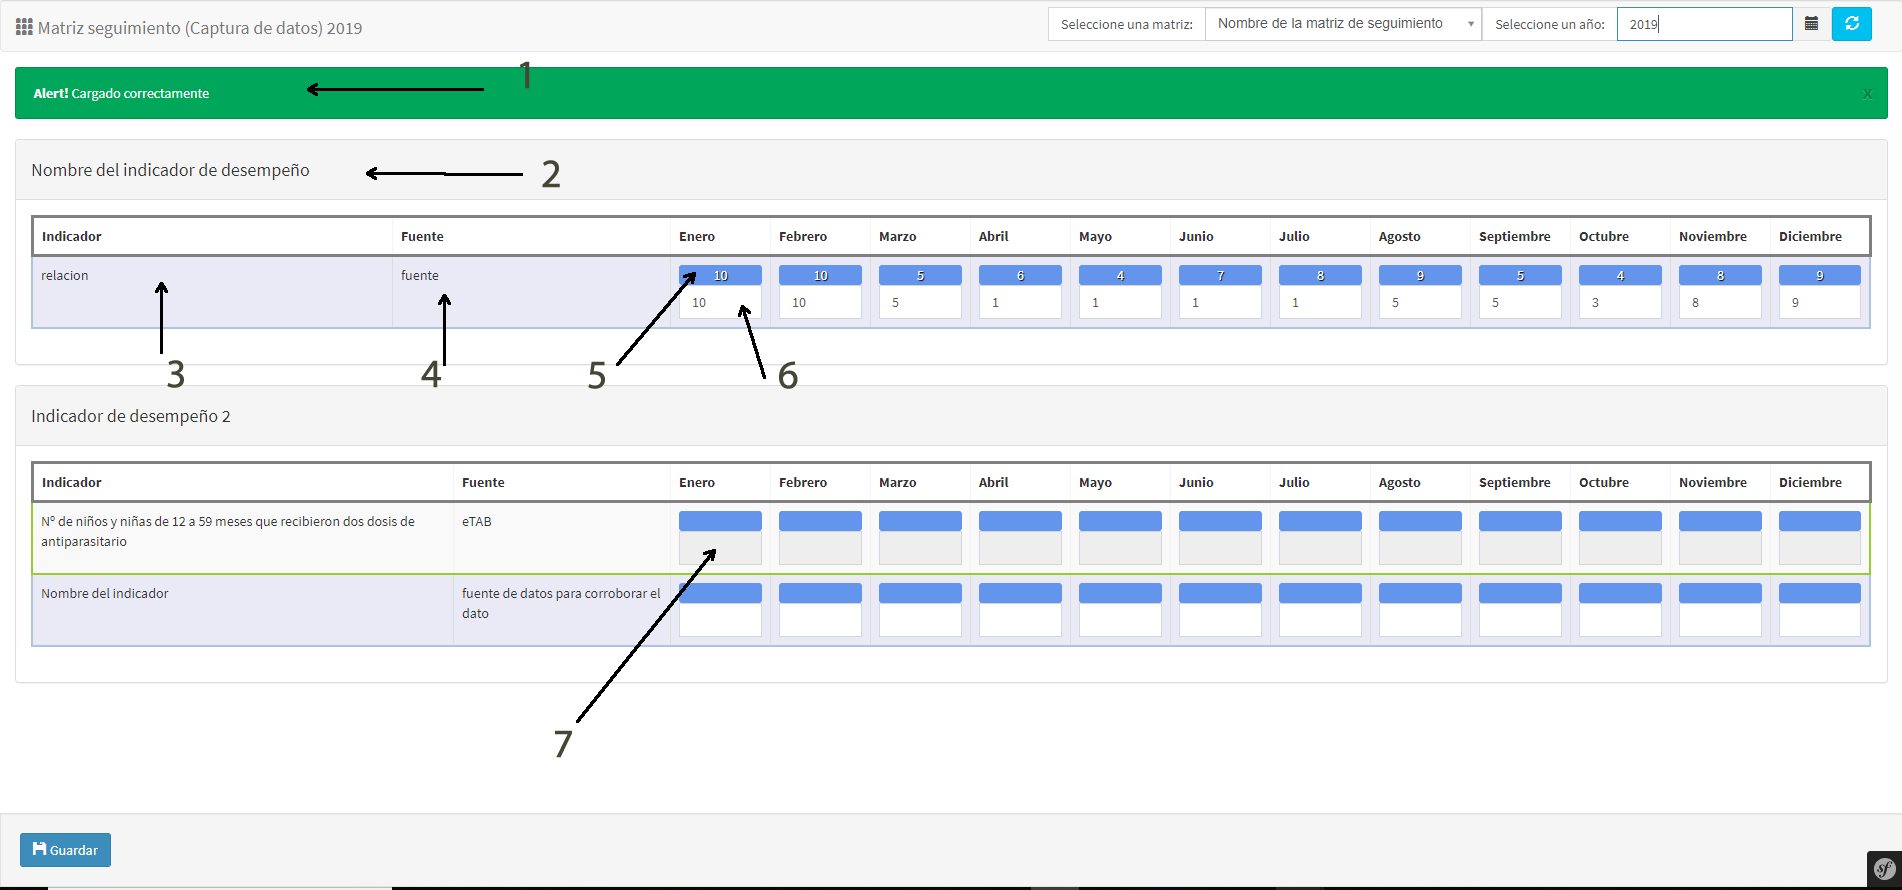 Matriz seguimiento (Captura de datos) 2019
Seleccione una matriz: Nombre de la matriz de seguimiento Seleccione un año: 2019
1
Alert! Cargado correctamente x
Nombre del indicador de desempeño 2
Indicador Fuente Enero Febrero Marzo Abril Mayo Junio Julio Agosto Septiembre Octubre Noviembre Diciembre
relacion fuente 10 10 5 6 4 7 8 9 5 4 8 9
10 10 5 1 1 1 1 5 5 3 8 9
3 4 5 6
Indicador de desempeño 2
Indicador Fuente Enero Febrero Marzo Abril Mayo Junio Julio Agosto Septiembre Octubre Noviembre Diciembre
Nº de niños y niñas de 12 a 59 meses que recibieron dos dosis de eTAB
antiparasitario
Nombre del indicador fuente de datos para corroborar el
dato
7
Guardar
sf